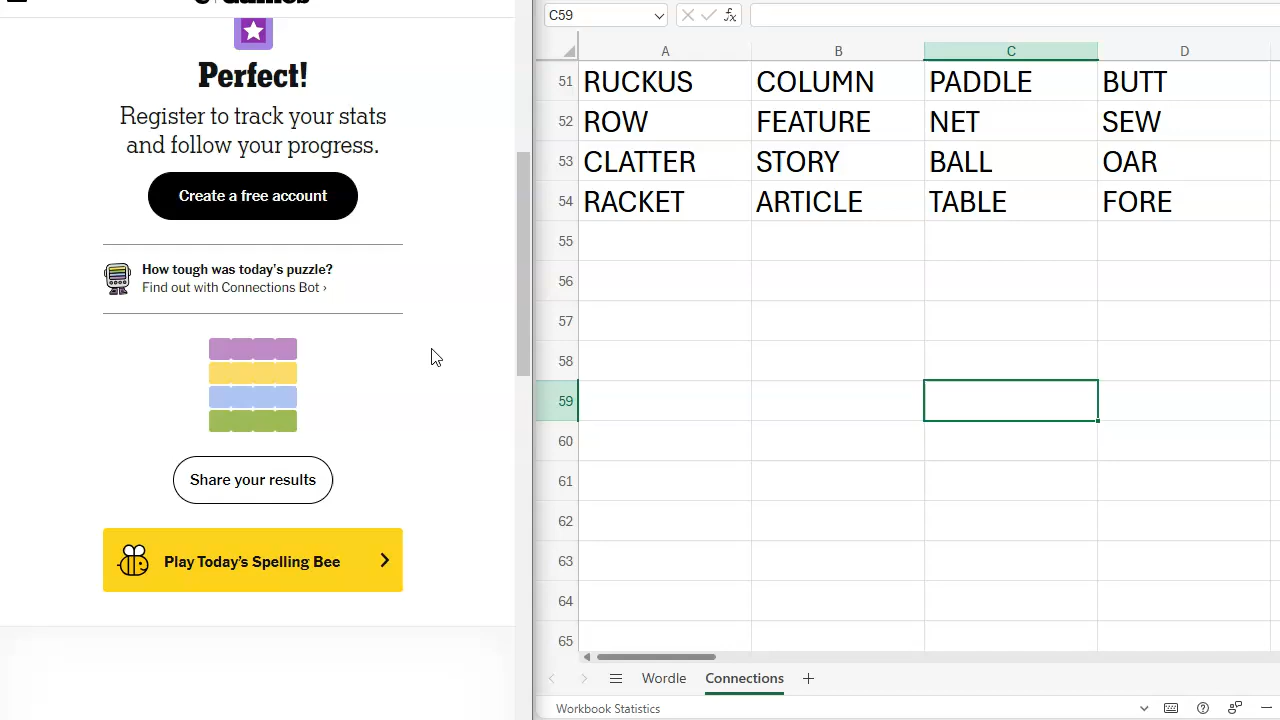 Perfect!
Register to track your stats
and follow your progress.
Create a free account
How tough was today's puzzle?
Find out with Connections Bot ›
Share your results
Play Today's Spelling Bee
C59
fx
A B C D
51 RUCKUS COLUMN PADDLE BUTT
52 ROW FEATURE NET SEW
53 CLATTER STORY BALL OAR
54 RACKET ARTICLE TABLE FORE
55
56
57
58
59
60
61
62
63
64
65
Wordle Connections
Workbook Statistics